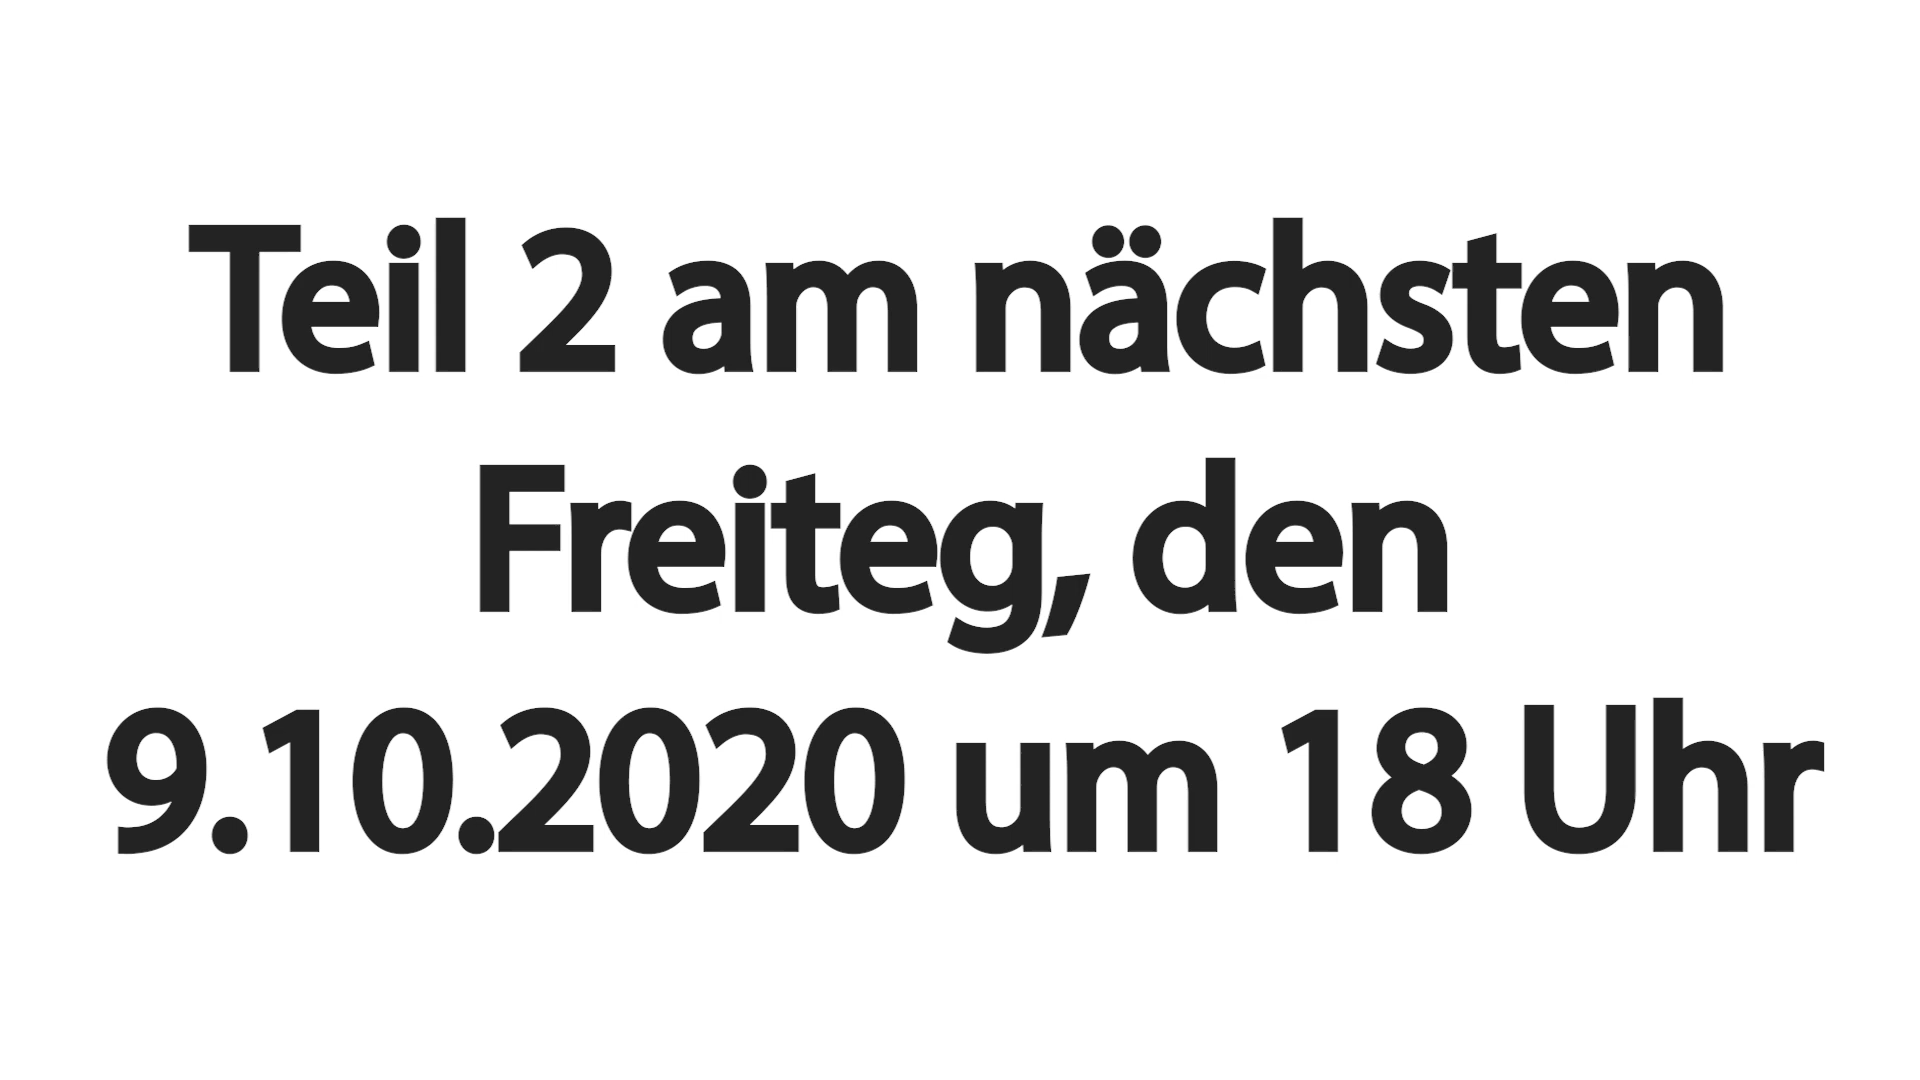 Teil 2 am nächsten
Freiteg, den
9.10.2020 um 18 Uhr